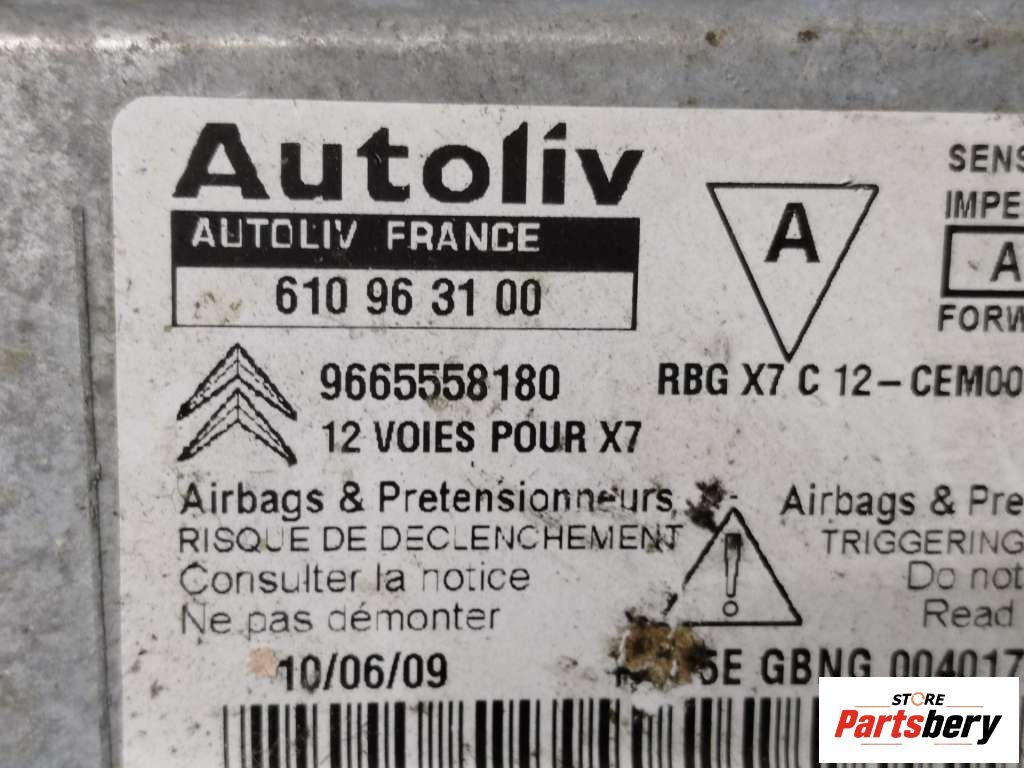 Autoliv
AUTOLIV FRANCE
610 96 31 00
A
SENS
IMPE
A
FORW
9665558180
RBG X7 C 12-CEM00
12 VOIES POUR X7
Airbags & Pretensionneurs,
RISQUE DE DECLENCHEMENT
Consulter la notice
Ne pas démonter
!
Airbags & Pre
TRIGGERING
Do not
Read
10/06/09
5E GBNG 004017
STORE
Partsbery